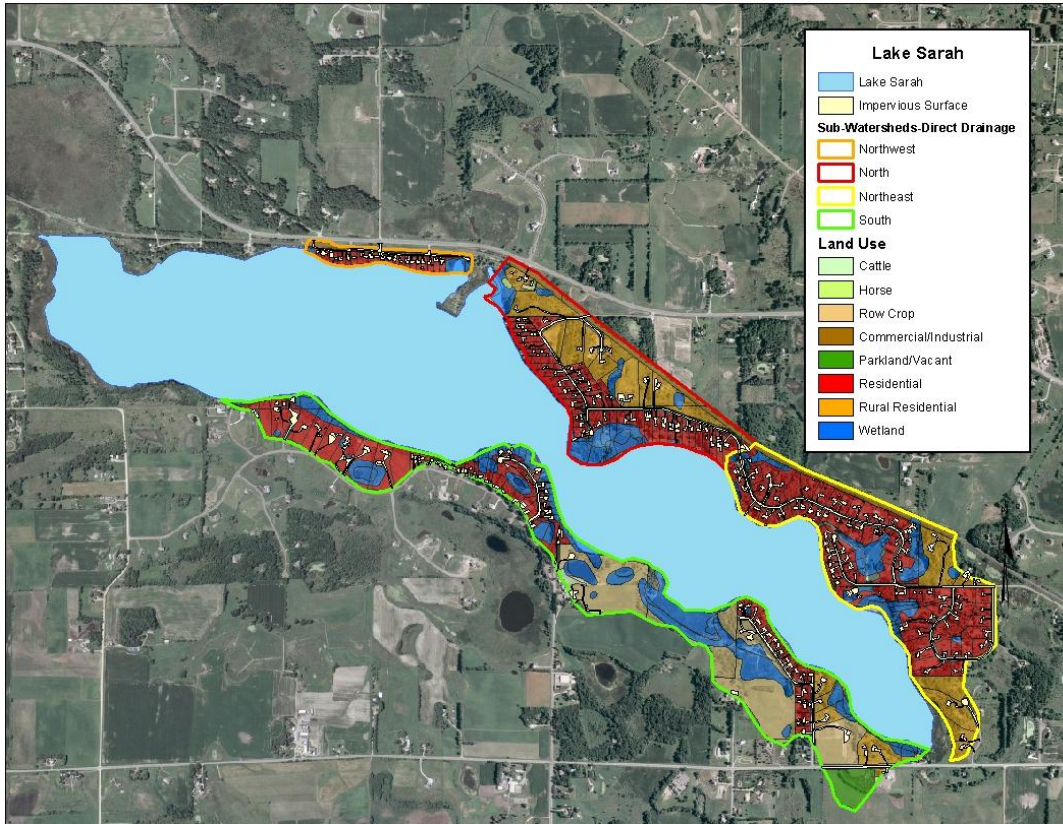 Lake Sarah
Lake Sarah
Impervious Surface
Sub-Watersheds-Direct Drainage
Northwest
North
Northeast
South
Land Use
Cattle
Horse
Row Crop
Commercial/Industrial
Parkland/Vacant
Residential
Rural Residential
Wetland